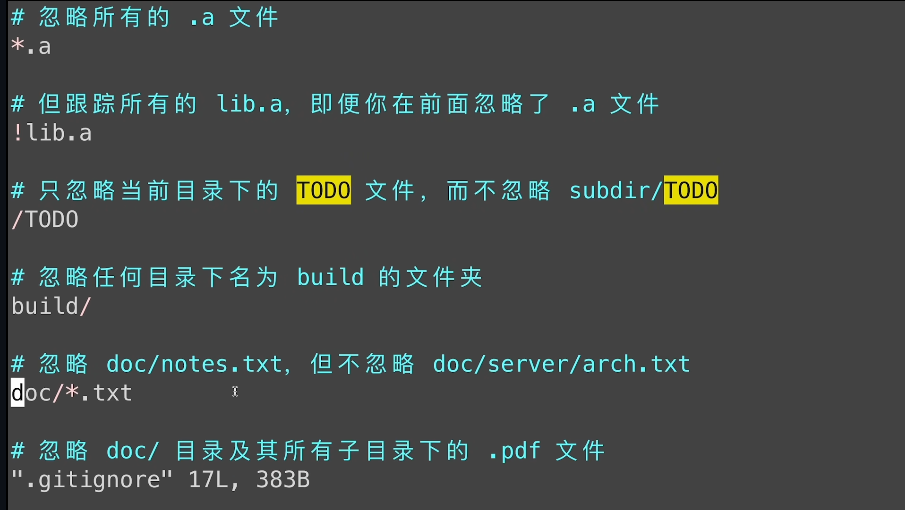 # 忽略所有的 .a 文件
*.a
# 但跟踪所有的 lib.a，即便你在前面忽略了 .a 文件
!lib.a
# 只忽略当前目录下的 TODO 文件，而不忽略 subdir/TODO
/TODO
# 忽略任何目录下名为 build 的文件夹
build/
# 忽略 doc/notes.txt，但不忽略 doc/server/arch.txt
doc/*.txt
# 忽略 doc/ 目录及其所有子目录下的 .pdf 文件
".gitignore" 17L, 383B